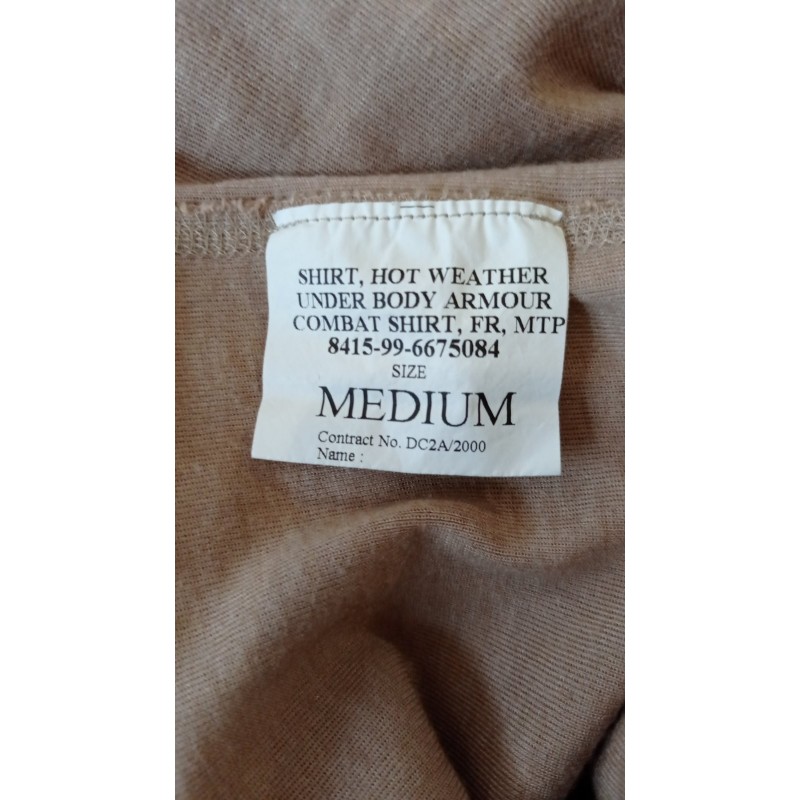 SHIRT, HOT WEATHER
UNDER BODY ARMOUR
COMBAT SHIRT, FR, MTP
8415-99-6675084
SIZE
MEDIUM
Contract No. DC2A/2000
Name :